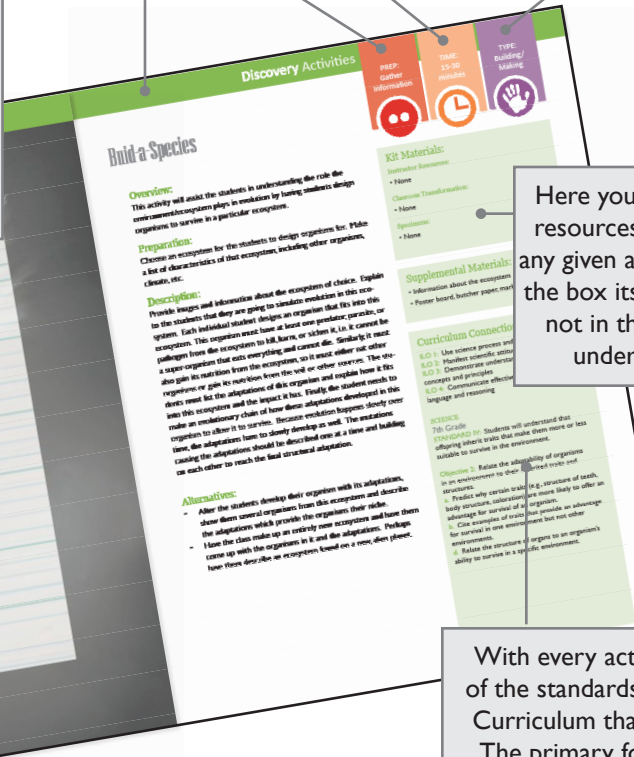 Discovery Activities
PREP:
Gather
Information
TIME:
15-30
minutes
TYPE:
Building/
Making
Buld-a-Species
Overview:
This activity will assist the students in understanding the role the
environment/ecosystem plays in evolution by having students design
organisms to survive in a particular ecosystem.
Preparation:
Choose an ecosystem for the students to design organisms for. Make
a list of characteristics of that ecosystem, including other organisms,
climate, etc.
Description:
Provide images and information about the ecosystem of choice. Explain
to the students that they are going to simulate evolution in this eco-
system. Each individual student designs an organism that fits into this
ecosystem. This organism must have at least one predator, parasite, or
pathogen from the ecosystem to kill, harm, or sicken it, i.e. it cannot be
a super-organism that eats everything and cannot die. Similarly, it must
also gain its nutrition from the ecosystem, so it must either eat other
organisms or gain its nutrition from the soil or other sources. The stu-
dents must list the adaptations of this organism and explain how it fits
into this ecosystem and the impact it has. Finally, the student needs to
make an evolutionary chain of how these adaptations developed in this
organism to allow it to survive. Because evolution happens slowly over
time, the adaptations have to slowly develop as well. The mutations
causing the adaptations should be described one at a time and building
on each other to reach the final structural adaptation.
Alternatives:
- After the students develop their organism with its adaptations,
show them several organisms from this ecosystem and describe
the adaptations which provide the organisms their niche.
- Have the class make up an entirely new ecosystem and have them
come up with the organisms in it and the adaptations. Perhaps
have them describe an ecosystem found on a new, alien planet.
Kit Materials:
Instructor Resources:
• None
Classroom Transformation:
• None
Specimens:
• None
Supplemental Materials:
• Information about the ecosystem
• Poster board, butcher paper, mark
Curriculum Connectio
ILO 1: Use science process and
ILO 2: Manifest scientific attitu
ILO 3: Demonstrate understan
concepts and principles
ILO 4: Communicate effective
language and reasoning
SCIENCE
7th Grade
STANDARD IV: Students will understand that
offspring inherit traits that make them more or less
suitable to survive in the environment.
Objective 2: Relate the adaptability of organisms
in an environment to their inherited traits and
structures.
a. Predict why certain traits (e.g., structure of teeth,
body structure, coloration) are more likely to offer an
advantage for survival of an organism.
b. Cite examples of traits that provide an advantage
for survival in one environment but not other
environments.
d. Relate the structure of organs to an organism's
ability to survive in a specific environment.
Here you
resources
any given a
the box its
not in th
under
With every act
of the standards
Curriculum tha
The primary fo